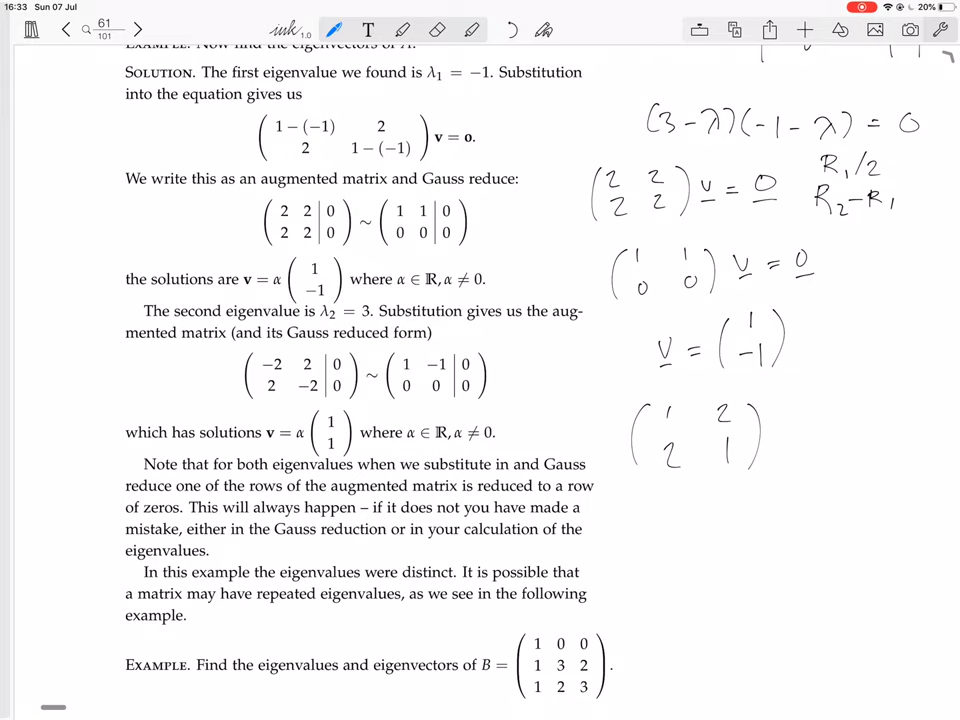 16:33 Sun 07 Jul
20%
61
101
ink 1.0
T
EXAMPLE. Now find the eigenvectors of A.
SOLUTION. The first eigenvalue we found is λ₁ = −1. Substitution
into the equation gives us
( 1 − (−1) 2
2 1 − (−1) ) v = o.
We write this as an augmented matrix and Gauss reduce:
( 2 2 | 0
2 2 | 0 ) ~ ( 1 1 | 0
0 0 | 0 )
the solutions are v = α ( 1
−1 ) where α ∈ ℝ, α ≠ 0.
The second eigenvalue is λ₂ = 3. Substitution gives us the aug-
mented matrix (and its Gauss reduced form)
( −2 2 | 0
2 −2 | 0 ) ~ ( 1 −1 | 0
0 0 | 0 )
which has solutions v = α ( 1
1 ) where α ∈ ℝ, α ≠ 0.
Note that for both eigenvalues when we substitute in and Gauss
reduce one of the rows of the augmented matrix is reduced to a row
of zeros. This will always happen – if it does not you have made a
mistake, either in the Gauss reduction or in your calculation of the
eigenvalues.
In this example the eigenvalues were distinct. It is possible that
a matrix may have repeated eigenvalues, as we see in the following
example.
EXAMPLE. Find the eigenvalues and eigenvectors of B = ( 1 0 0
1 3 2
1 2 3 ).
(3 − λ)(−1 − λ) = 0
( 2 2
2 2 ) v = 0
R₁/2
R₂ − R₁
( 1 1
0 0 ) v = 0
v = ( 1
−1 )
( 1 2
2 1 )